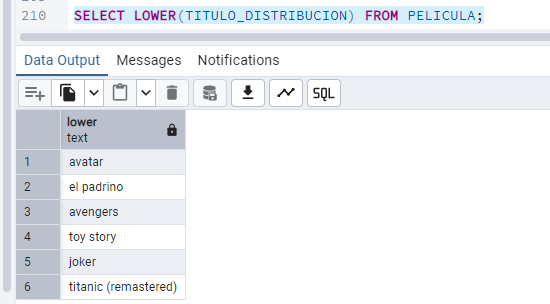 210 SELECT LOWER(TITULO_DISTRIBUCION) FROM PELICULA;
Data Output Messages Notifications
SQL
lower
text
1 avatar
2 el padrino
3 avengers
4 toy story
5 joker
6 titanic (remastered)